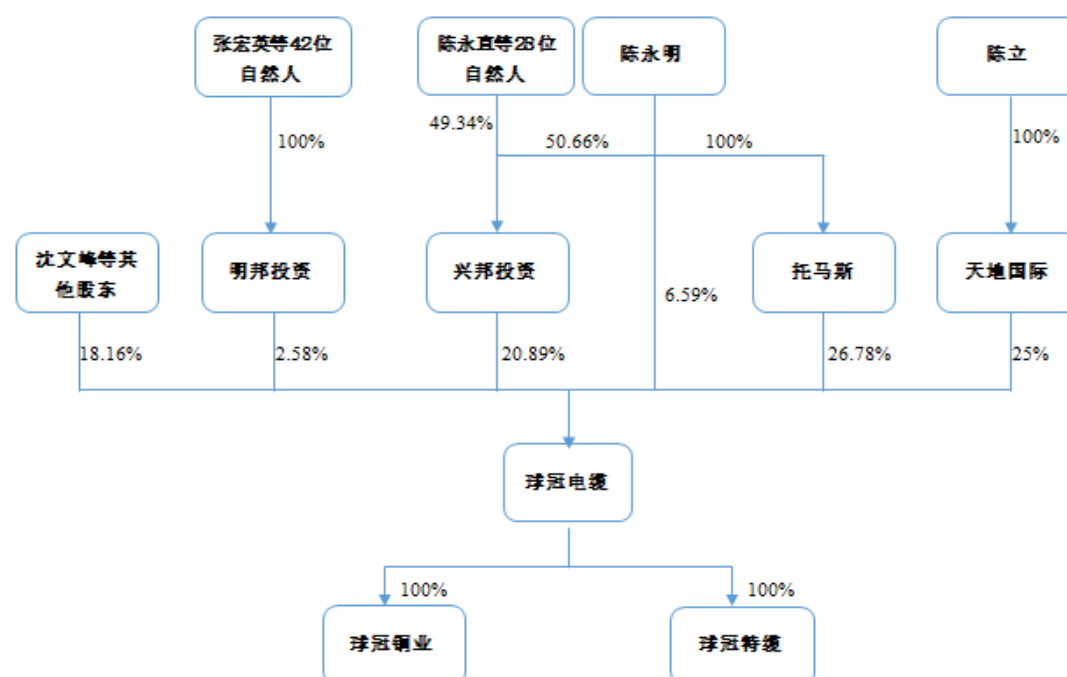 张宏英等42位
自然人
陈永直等28位
自然人
陈永明
陈立
49.34%
100%
50.66%
100%
100%
沈文峰等其
他股东
明邦投资
兴邦投资
托马斯
天地国际
6.59%
18.16%
2.58%
20.89%
26.78%
25%
球冠电缆
100%
100%
球冠铜业
球冠特缆